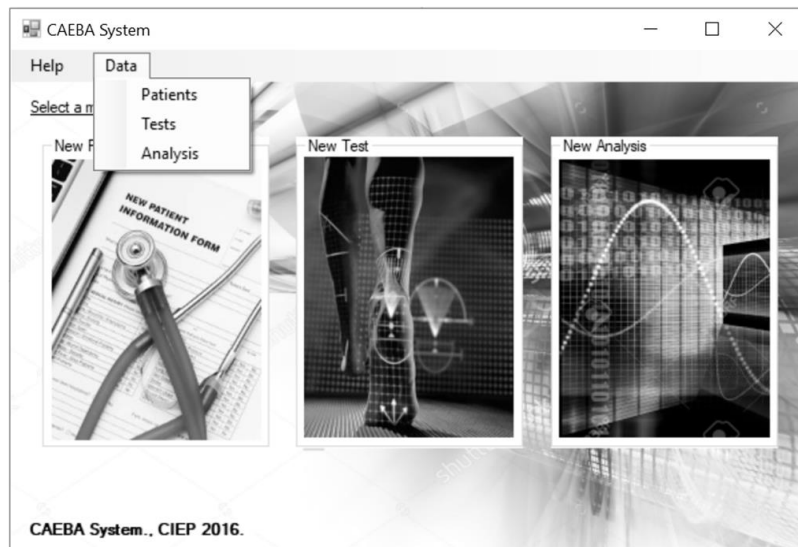 CAEBA System
Help Data
Patients
Tests
Analysis
Select a
New
New Test
New Analysis
NEW PATIENT
INFORMATION FORM
CAEBA System., CIEP 2016.